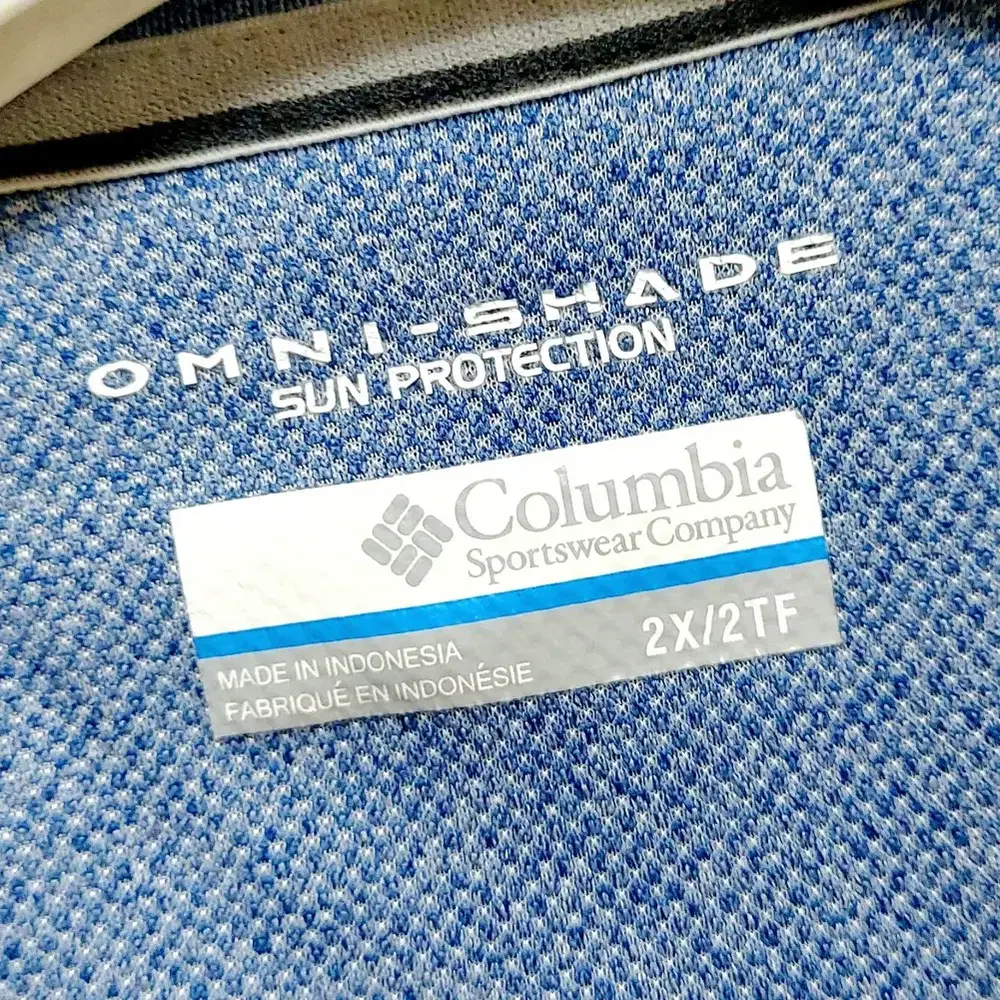 OMNI-SHADE
SUN PROTECTION
Columbia
Sportswear Company
2X/2TF
MADE IN INDONESIA
FABRIQUÉ EN INDONÉSIE